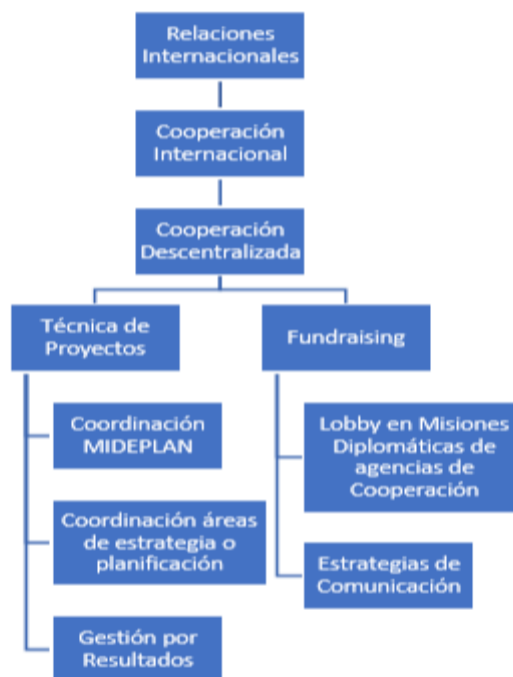 Relaciones
Internacionales
Cooperación
Internacional
Cooperación
Descentralizada
Técnica de
Proyectos
Fundraising
Coordinación
MIDEPLAN
Lobby en Misiones
Diplomáticas de
agencias de
Cooperación
Coordinación áreas
de estrategia o
planificación
Estrategias de
Comunicación
Gestión por
Resultados